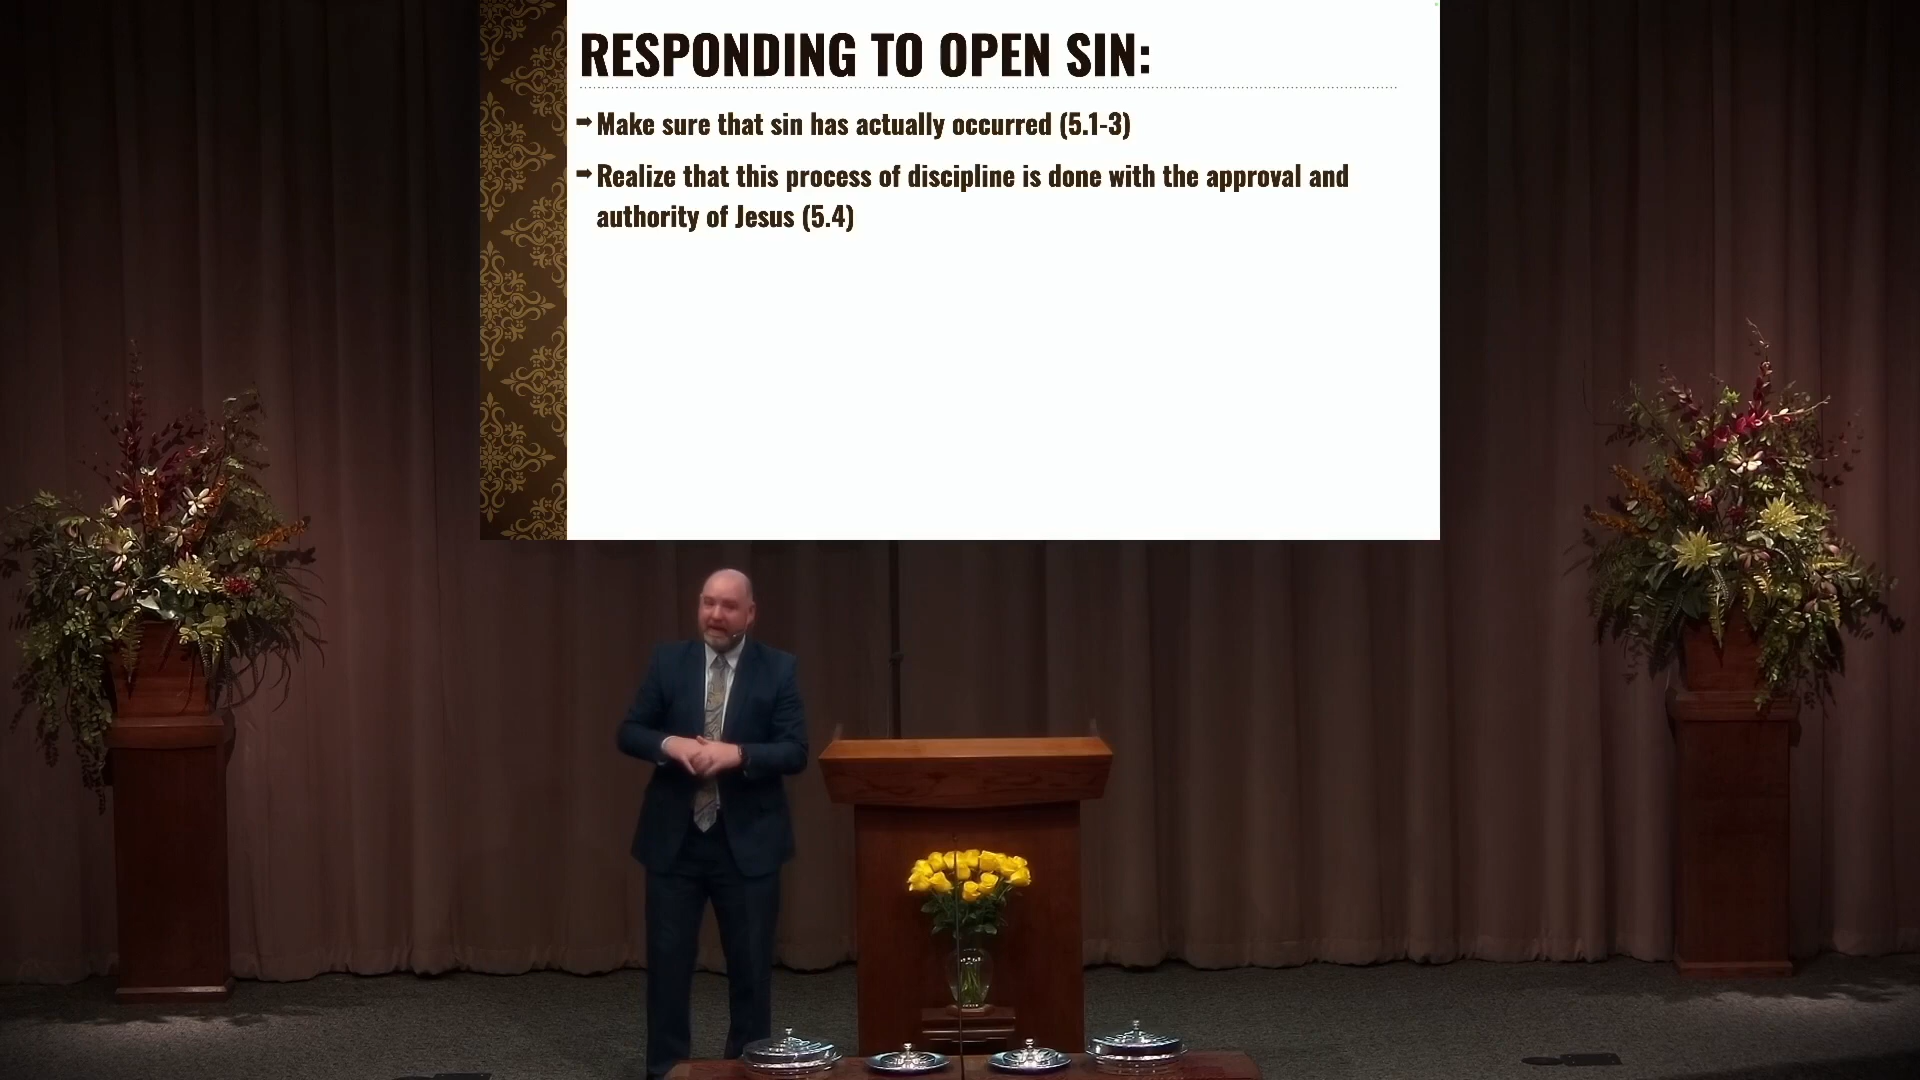 RESPONDING TO OPEN SIN:
➡Make sure that sin has actually occurred (5.1-3)
➡Realize that this process of discipline is done with the approval and
authority of Jesus (5.4)